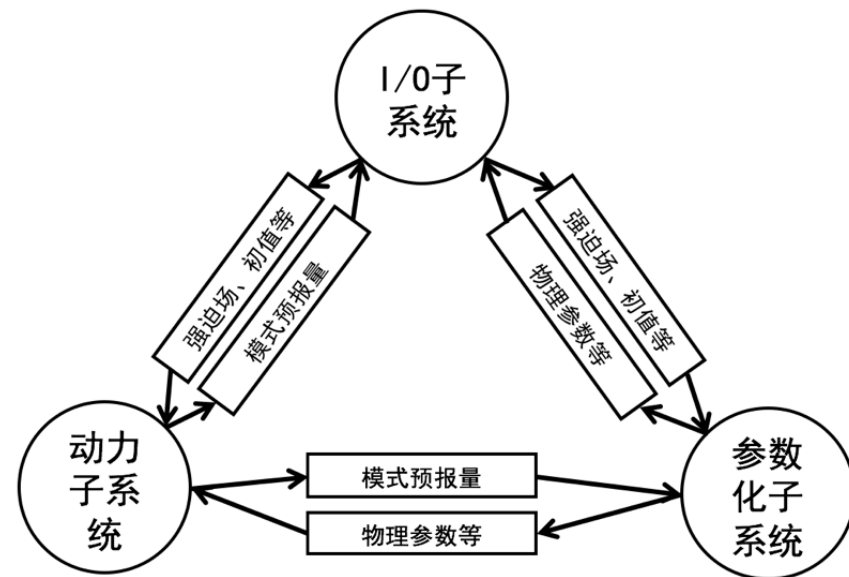 I/O子
系统
强迫场、初值等
模式预报量
物理参数等
强迫场、初值等
动力
子系
统
模式预报量
物理参数等
参数
化子
系统